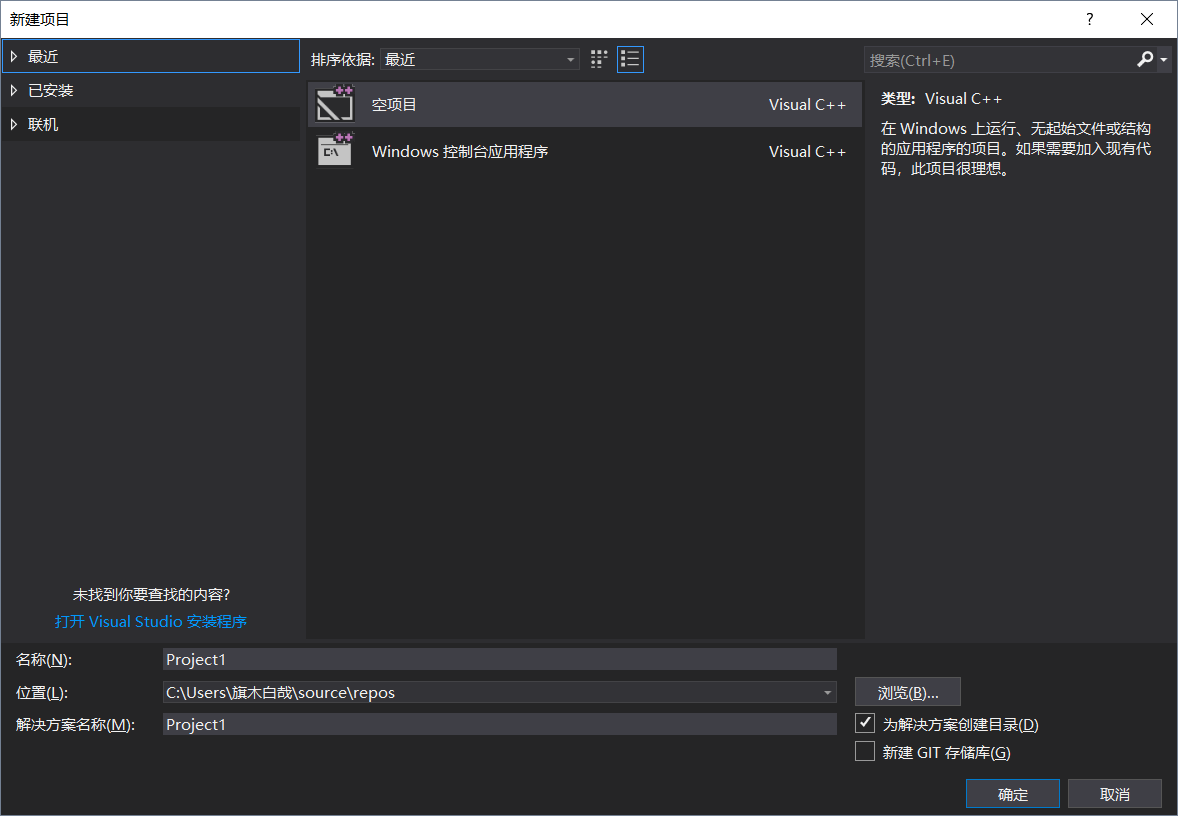 新建项目
?
最近
已安装
联机
未找到你要查找的内容?
打开 Visual Studio 安装程序
排序依据: 最近
搜索(Ctrl+E)
空项目 Visual C++
Windows 控制台应用程序 Visual C++
类型: Visual C++
在 Windows 上运行、无起始文件或结构
的应用程序的项目。如果需要加入现有代
码，此项目很理想。
名称(N): Project1
位置(L): C:\Users\旗木白哉\source\repos
浏览(B)...
解决方案名称(M): Project1
为解决方案创建目录(D)
新建 GIT 存储库(G)
确定 取消